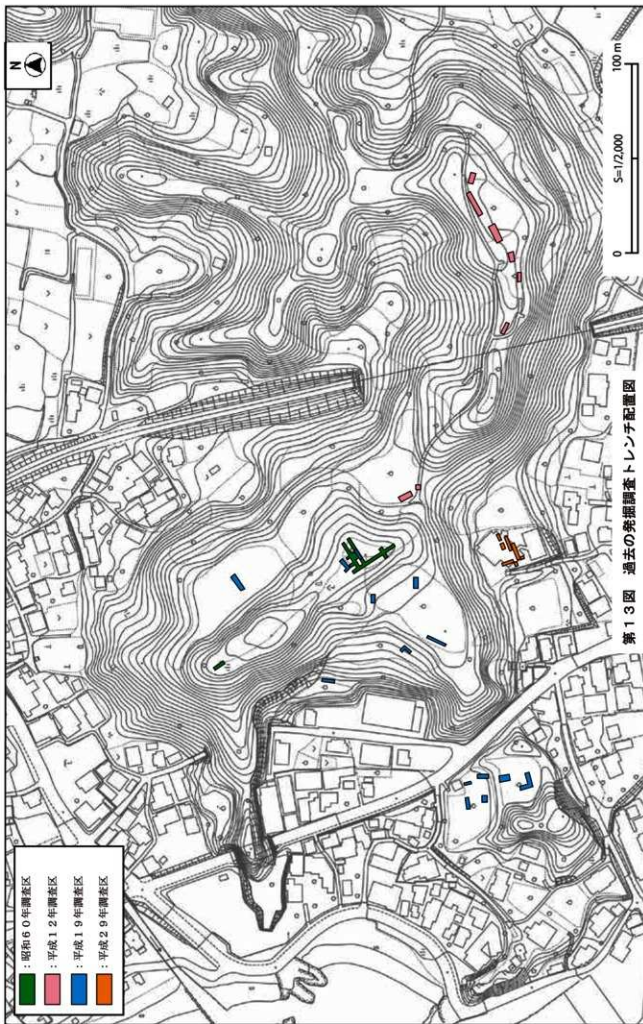 :昭和60年調査区
:平成12年調査区
:平成19年調査区
:平成29年調査区
N
0
S=1/2,000
100 m
第13図 過去の発掘調査トレンチ配置図